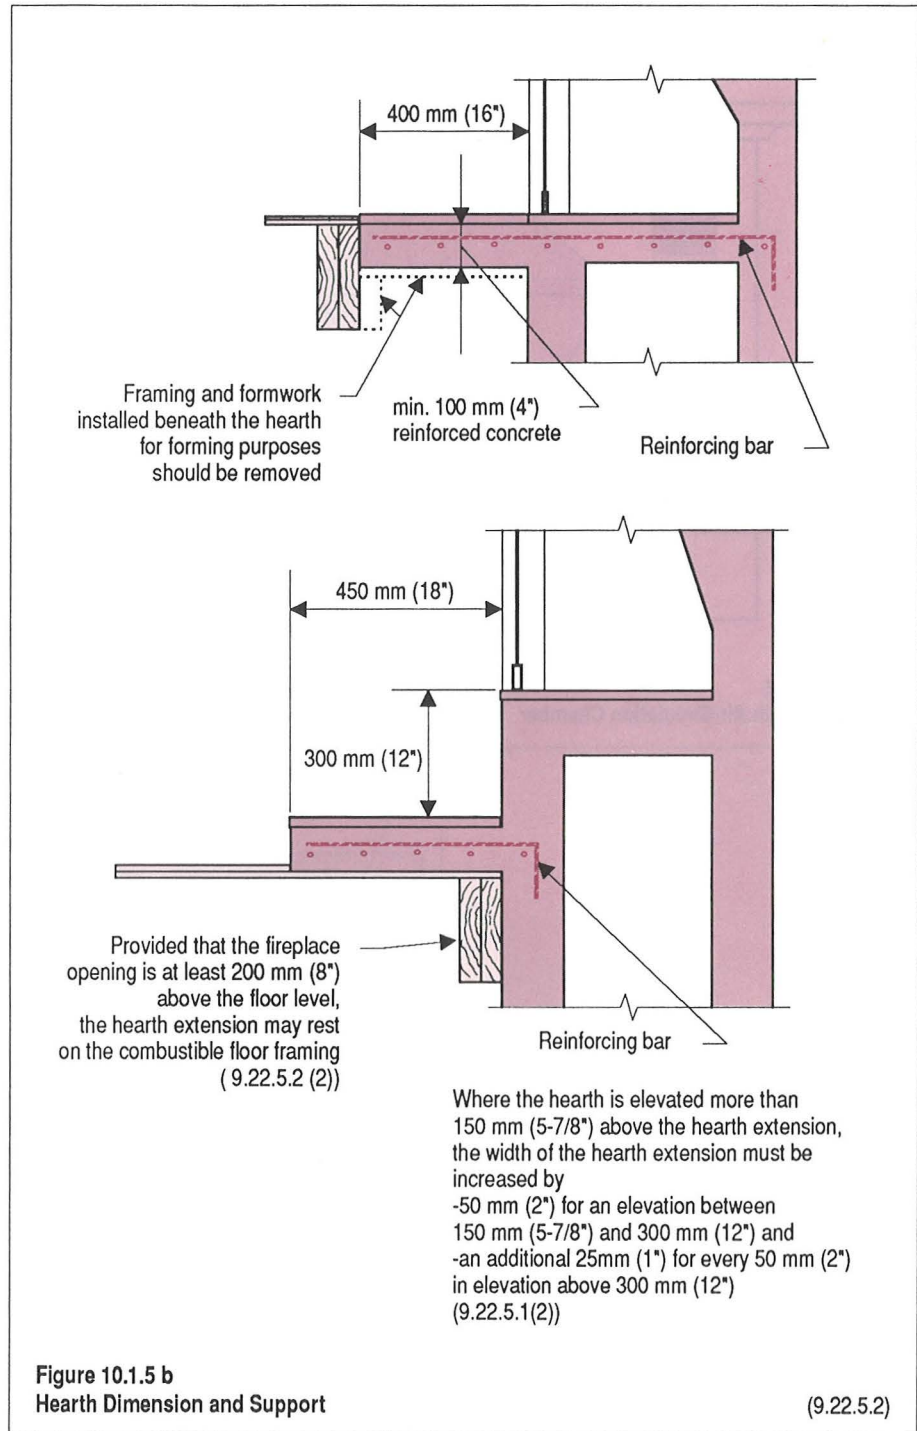 400 mm (16")
Framing and formwork
installed beneath the hearth
for forming purposes
should be removed
min. 100 mm (4")
reinforced concrete
Reinforcing bar
450 mm (18")
300 mm (12")
Provided that the fireplace
opening is at least 200 mm (8")
above the floor level,
the hearth extension may rest
on the combustible floor framing
( 9.22.5.2 (2))
Reinforcing bar
Where the hearth is elevated more than
150 mm (5-7/8") above the hearth extension,
the width of the hearth extension must be
increased by
-50 mm (2") for an elevation between
150 mm (5-7/8") and 300 mm (12") and
-an additional 25mm (1") for every 50 mm (2")
in elevation above 300 mm (12")
(9.22.5.1(2))
Figure 10.1.5 b
Hearth Dimension and Support
(9.22.5.2)